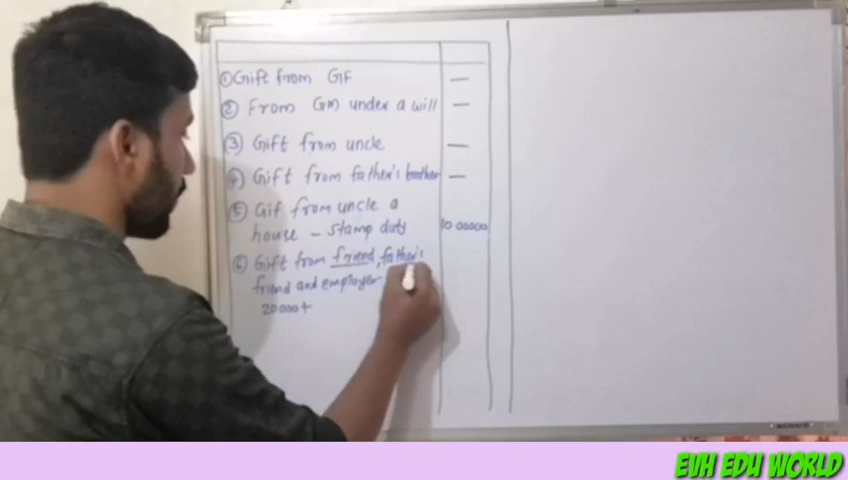 ① Gift from GF —
② From GM under a will —
③ Gift from uncle —
④ Gift from father's brother —
⑤ Gif from uncle a
house - stamp duty 10 00000
⑥ Gift from friend, father's
friend and employer
20000+
EVH EDU WORLD